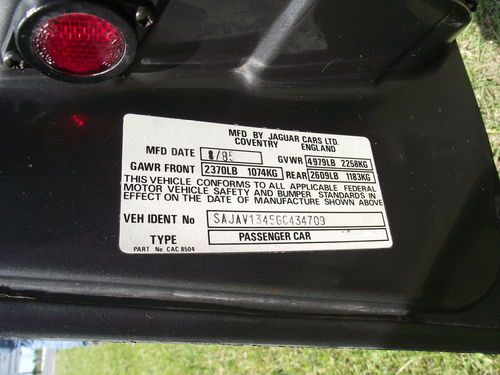 MFD BY JAGUAR CARS LTD.
COVENTRY ENGLAND
MFD DATE 8/85 GVWR 4979LB 2258KG
GAWR FRONT 2370LB 1074KG REAR 2609LB 1183KG
THIS VEHICLE CONFORMS TO ALL APPLICABLE FEDERAL
MOTOR VEHICLE SAFETY AND BUMPER STANDARDS IN
EFFECT ON THE DATE OF MANUFACTURE SHOWN ABOVE
VEH IDENT No SAJAV1345GC434709
TYPE PASSENGER CAR
PART No CAC 8504